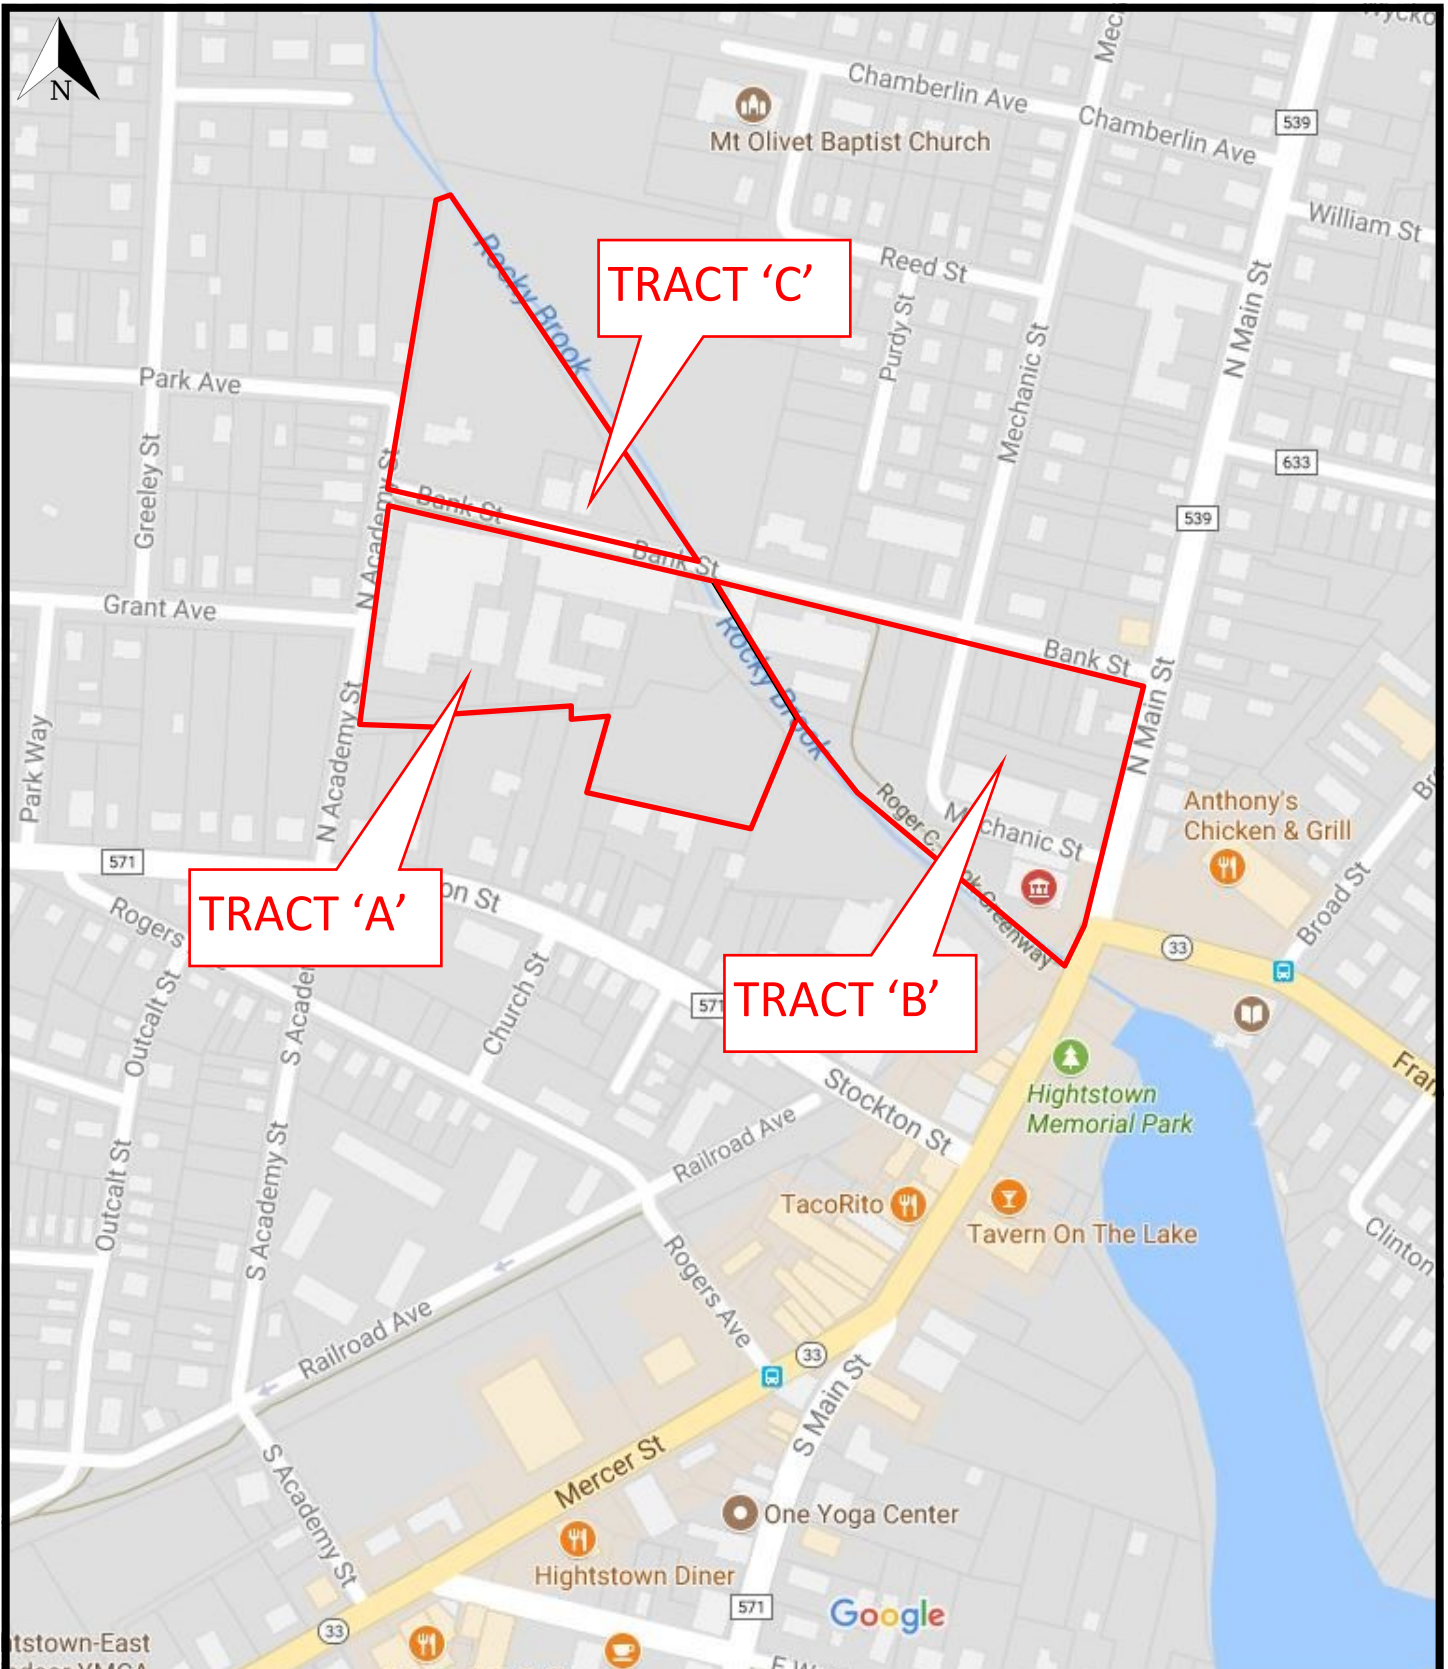 N
Chamberlin Ave
Chamberlin Ave
539
Mt Olivet Baptist Church
William St
Reed St
Rocky Brook
TRACT ‘C’
N Main St
Purdy St
Mechanic St
Park Ave
Greeley St
N Academy St
633
Bank St
539
Bank St
Grant Ave
Rocky Brook
Bank St
N Main St
Park Way
N Academy St
Anthony's
Chicken & Grill
Mechanic St
Roger C.
Greenway
571
Broad St
TRACT ‘A’
Rogers
33
TRACT ‘B’
571
Church St
Outcalt St
Hightstown
Memorial Park
Stockton St
Railroad Ave
Outcalt St
S Academy St
TacoRito
Tavern On The Lake
Clinton
Rogers Ave
Railroad Ave
33
S Main St
Mercer St
S Academy St
One Yoga Center
Hightstown Diner
571
Google
33